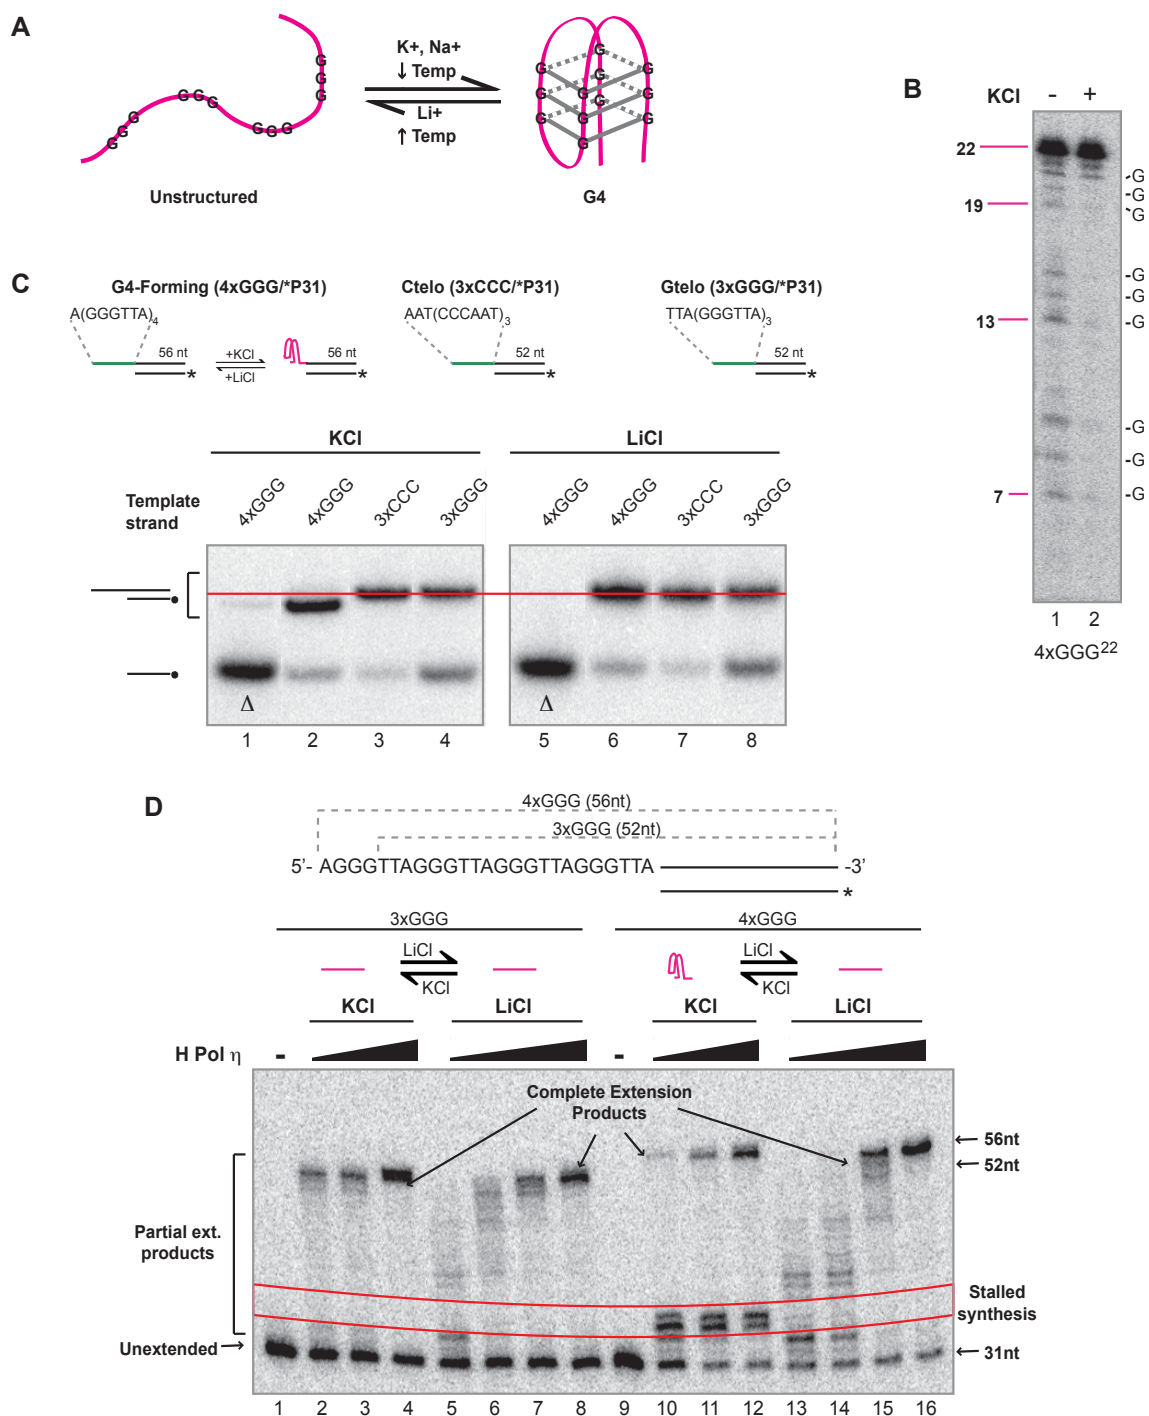 A
K+, Na+
↓ Temp
Li+
↑ Temp
GGG
GGG
GGG
GGG
G G G
G G G
G G G
G G G
Unstructured
G4
B
KCl - +
22
19
13
7
-G
-G
-G
-G
-G
-G
-G
-G
-G
1 2
4xGGG²²
C
G4-Forming (4xGGG/*P31)
Ctelo (3xCCC/*P31)
Gtelo (3xGGG/*P31)
A(GGGTTA)₄
AAT(CCCAAT)₃
TTA(GGGTTA)₃
56 nt
+KCl
+LiCl
56 nt
52 nt
52 nt
*
*
*
*
KCl
LiCl
Template
strand
4xGGG
4xGGG
3xCCC
3xGGG
4xGGG
4xGGG
3xCCC
3xGGG
Δ
Δ
1 2 3 4 5 6 7 8
D
4xGGG (56nt)
3xGGG (52nt)
5'- AGGGTTAGGGTTAGGGTTAGGGTTA -3'
*
3xGGG
4xGGG
LiCl
KCl
LiCl
KCl
KCl
LiCl
KCl
LiCl
H Pol η - -
Complete Extension
Products
56nt
52nt
Partial ext.
products
Stalled
synthesis
Unextended
31nt
1 2 3 4 5 6 7 8 9 10 11 12 13 14 15 16